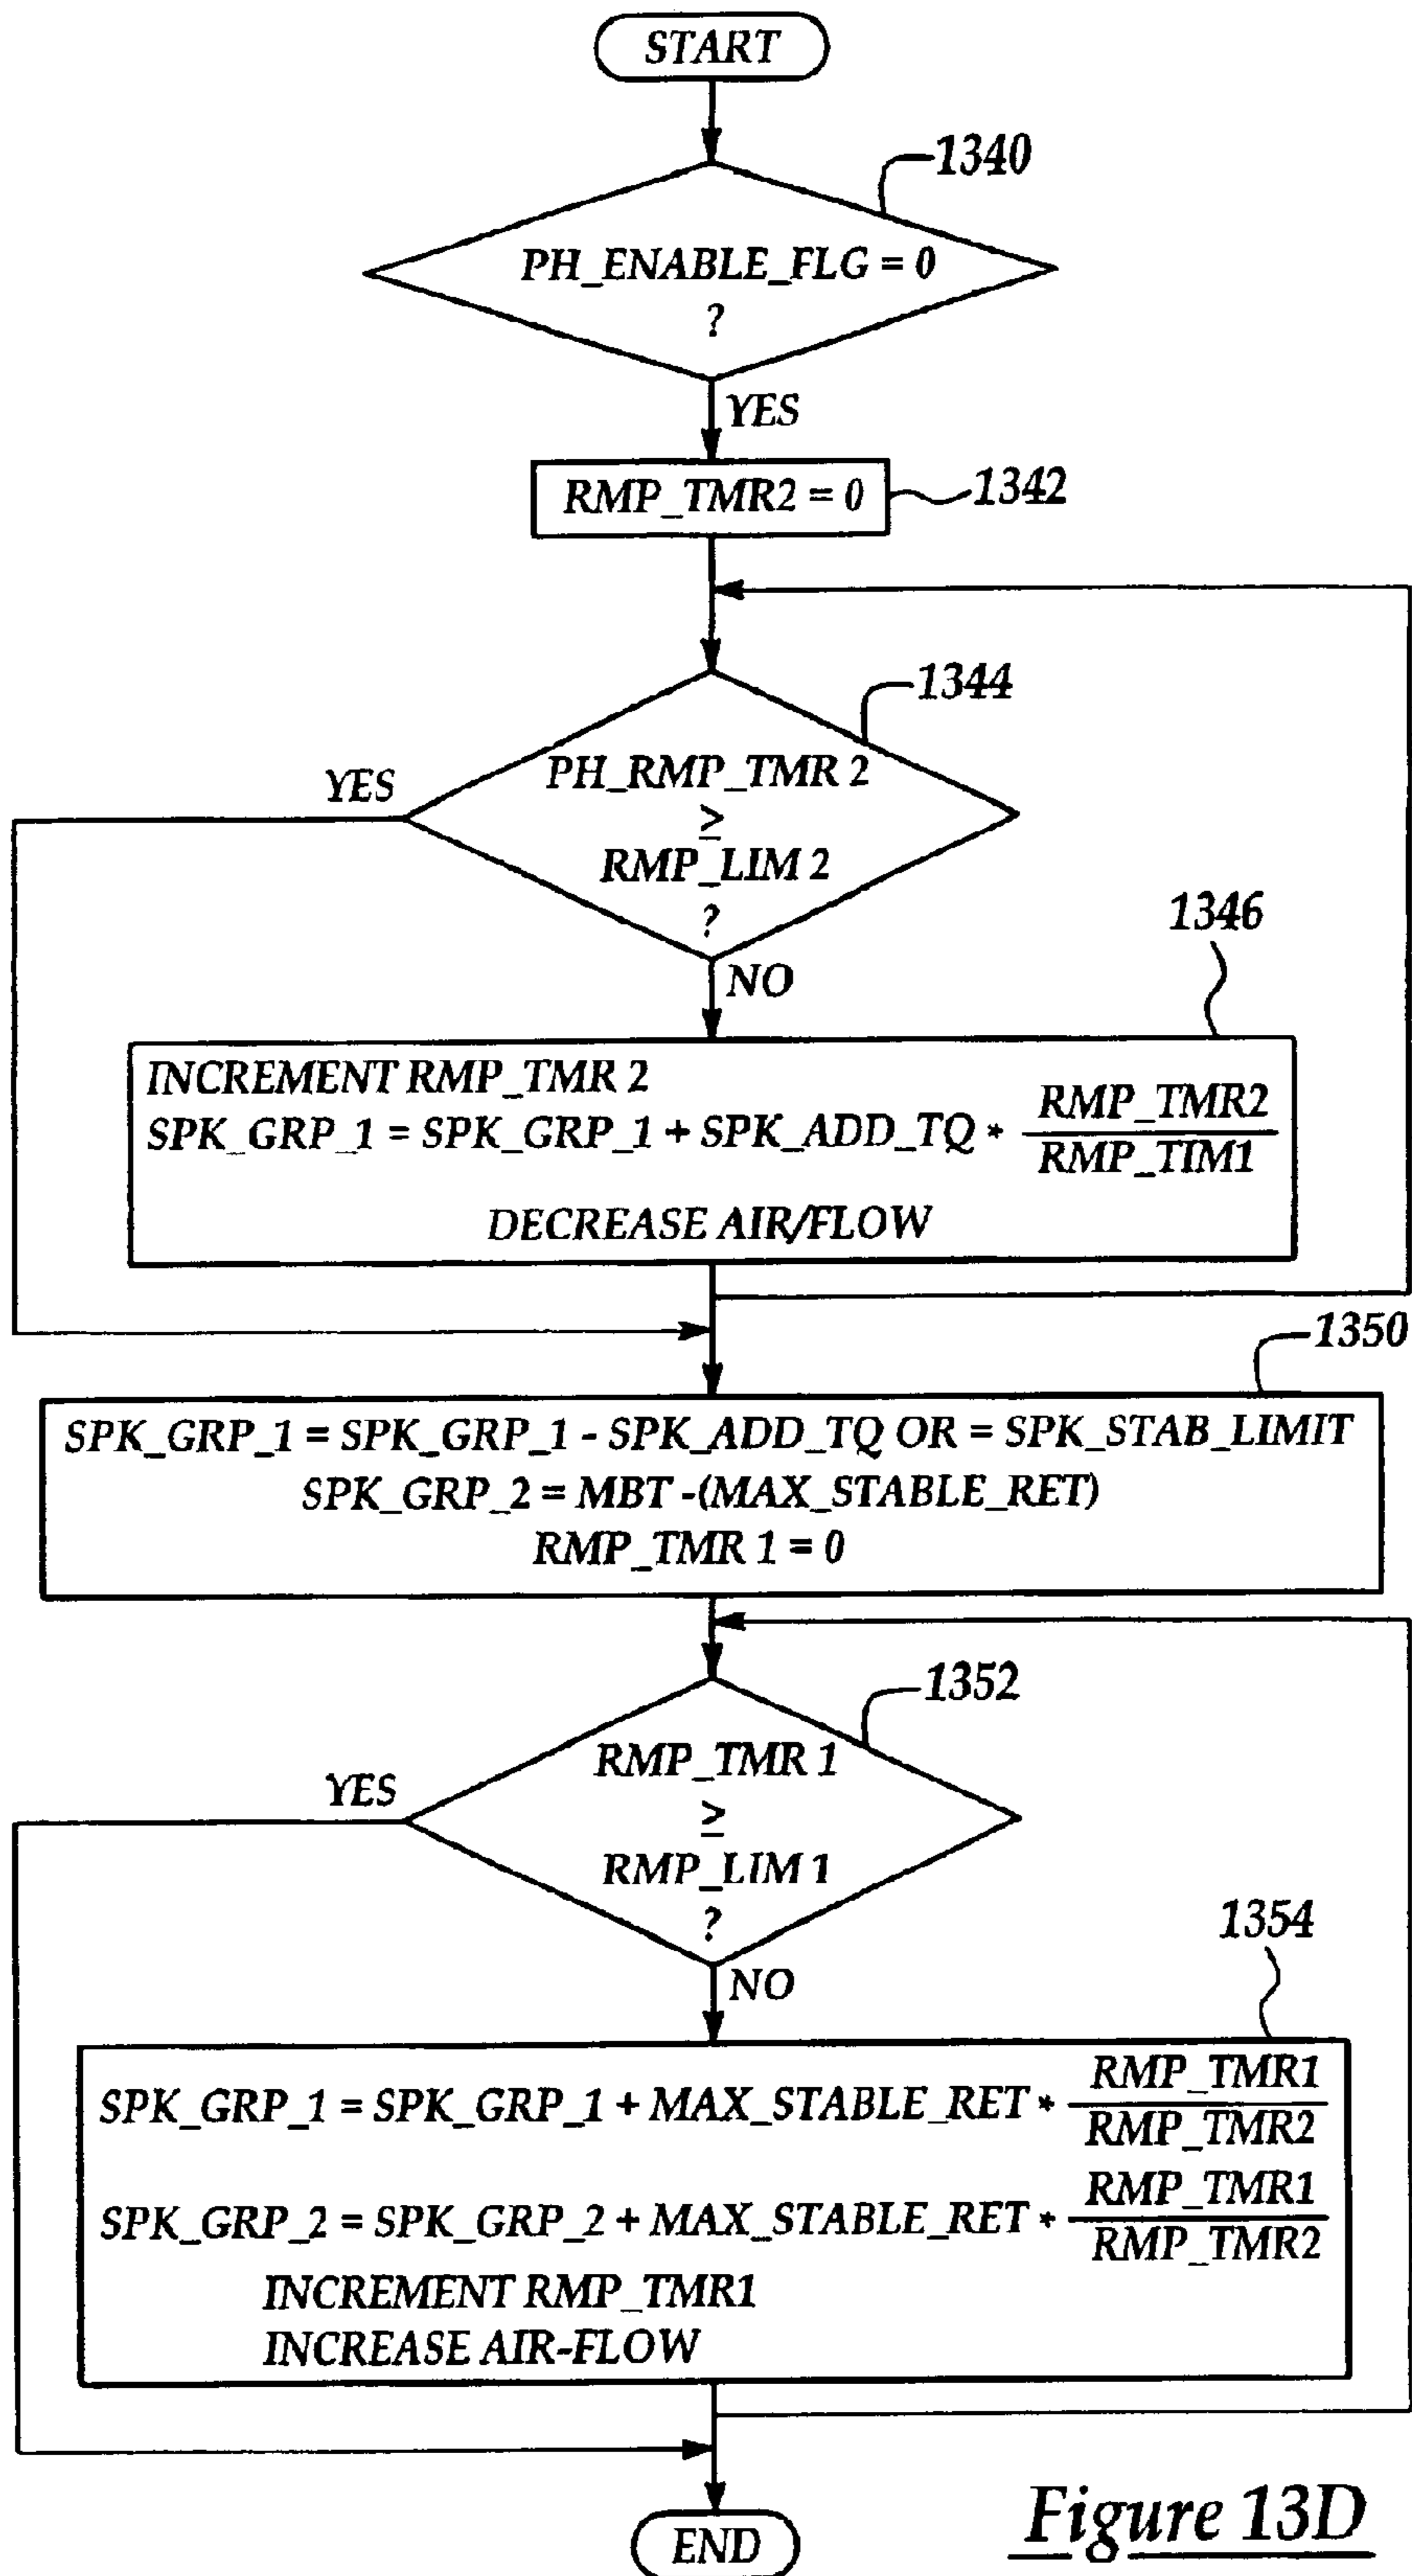 START
1340
PH_ENABLE_FLG = 0
?
YES
RMP_TMR2 = 0
1342
1344
YES
PH_RMP_TMR 2
≥
RMP_LIM 2
?
1346
NO
INCREMENT RMP_TMR 2
SPK_GRP_1 = SPK_GRP_1 + SPK_ADD_TQ * RMP_TMR2
RMP_TIM1
DECREASE AIR/FLOW
1350
SPK_GRP_1 = SPK_GRP_1 - SPK_ADD_TQ OR = SPK_STAB_LIMIT
SPK_GRP_2 = MBT -(MAX_STABLE_RET)
RMP_TMR 1 = 0
1352
YES
RMP_TMR 1
≥
RMP_LIM 1
?
1354
NO
SPK_GRP_1 = SPK_GRP_1 + MAX_STABLE_RET * RMP_TMR1
RMP_TMR2
SPK_GRP_2 = SPK_GRP_2 + MAX_STABLE_RET * RMP_TMR1
RMP_TMR2
INCREMENT RMP_TMR1
INCREASE AIR-FLOW
END
Figure 13D